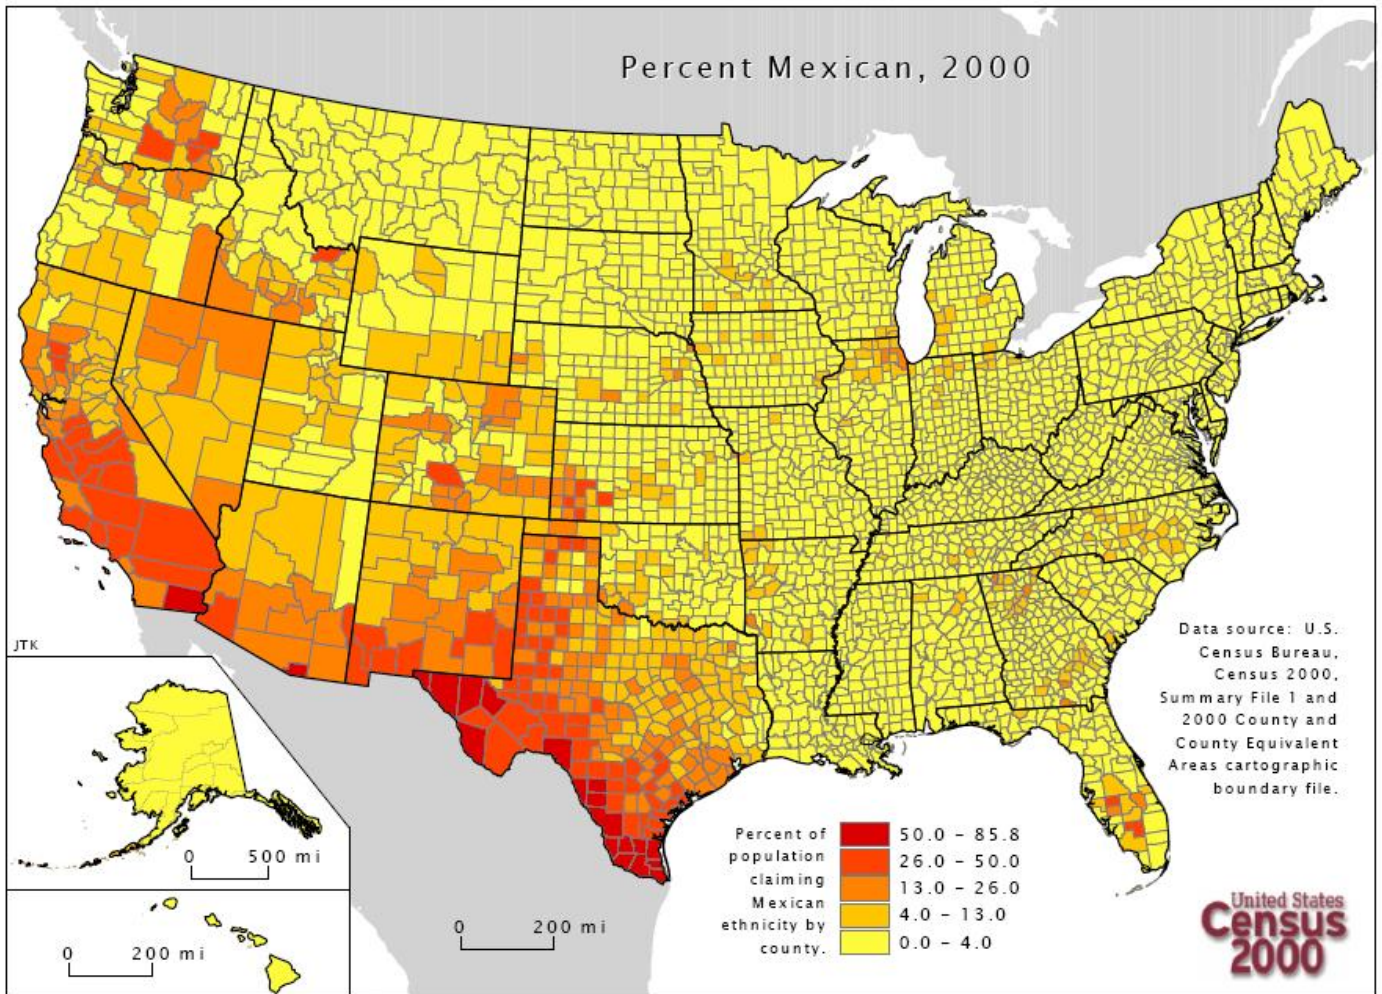 Percent Mexican, 2000
JTK
Data source: U.S.
Census Bureau,
Census 2000,
Summary File 1 and
2000 County and
County Equivalent
Areas cartographic
boundary file.
0 500 mi
0 200 mi
0 200 mi
Percent of
population
claiming
Mexican
ethnicity by
county.
50.0 – 85.8
26.0 – 50.0
13.0 – 26.0
4.0 – 13.0
0.0 – 4.0
United States
Census
2000